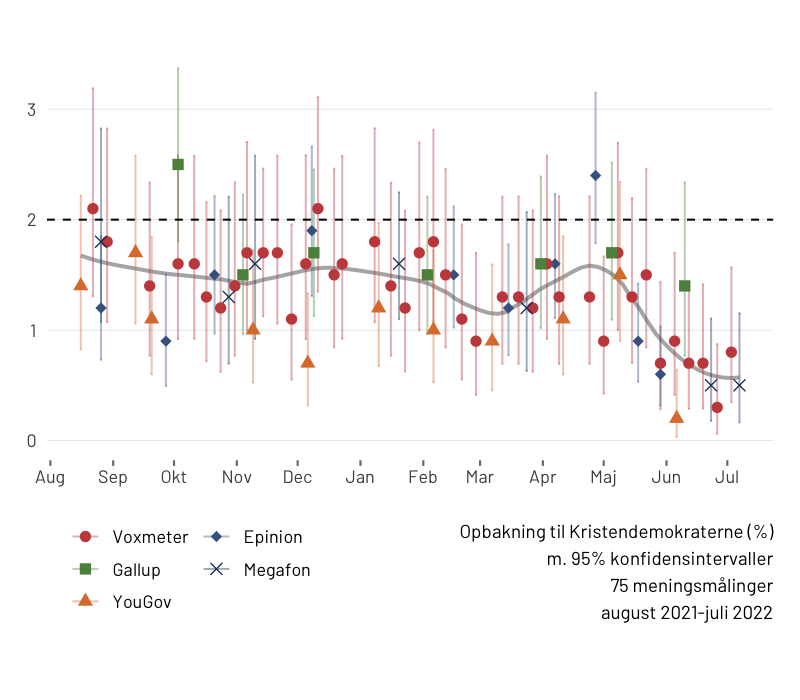 3
2
1
0
Aug Sep Okt Nov Dec Jan Feb Mar Apr Maj Jun Jul
Voxmeter Epinion
Gallup Megafon
YouGov
Opbakning til Kristendemokraterne (%)
m. 95% konfidensintervaller
75 meningsmålinger
august 2021-juli 2022